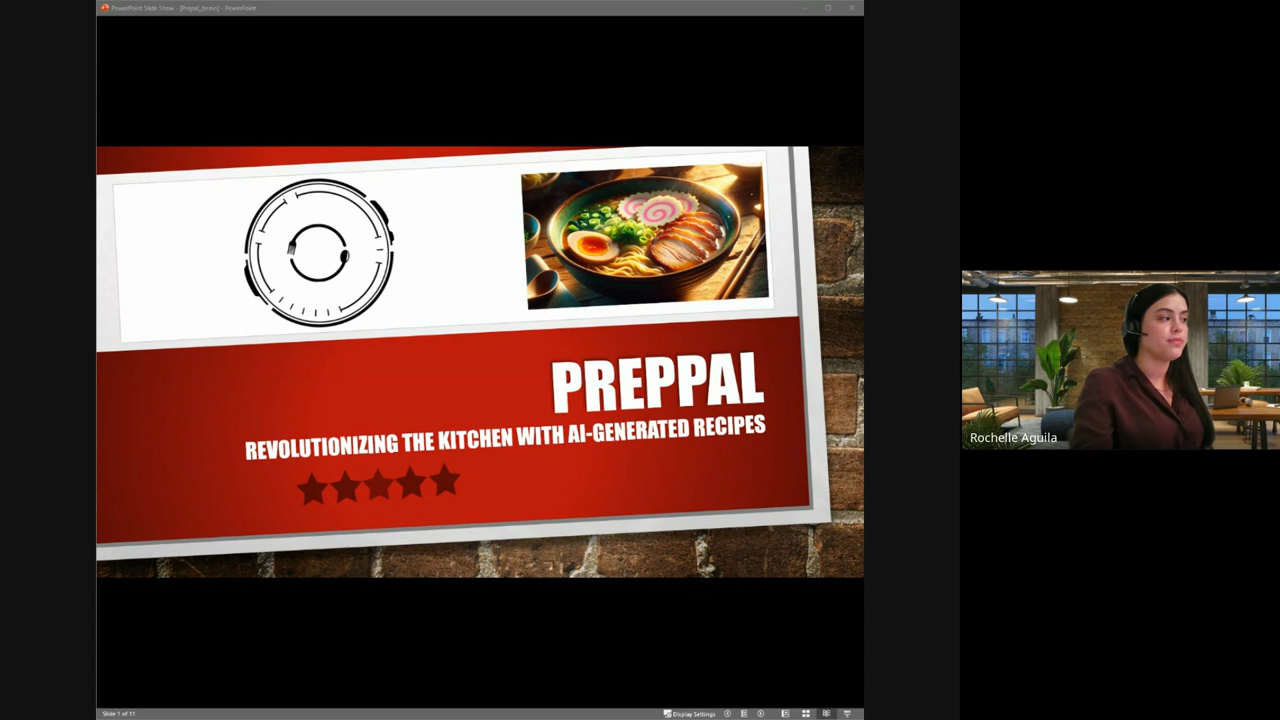 PowerPoint Slide Show - [Prepal_demo] - PowerPoint
PREPPAL
REVOLUTIONIZING THE KITCHEN WITH AI-GENERATED RECIPES
Rochelle Aguila
Slide 1 of 11
Display Settings